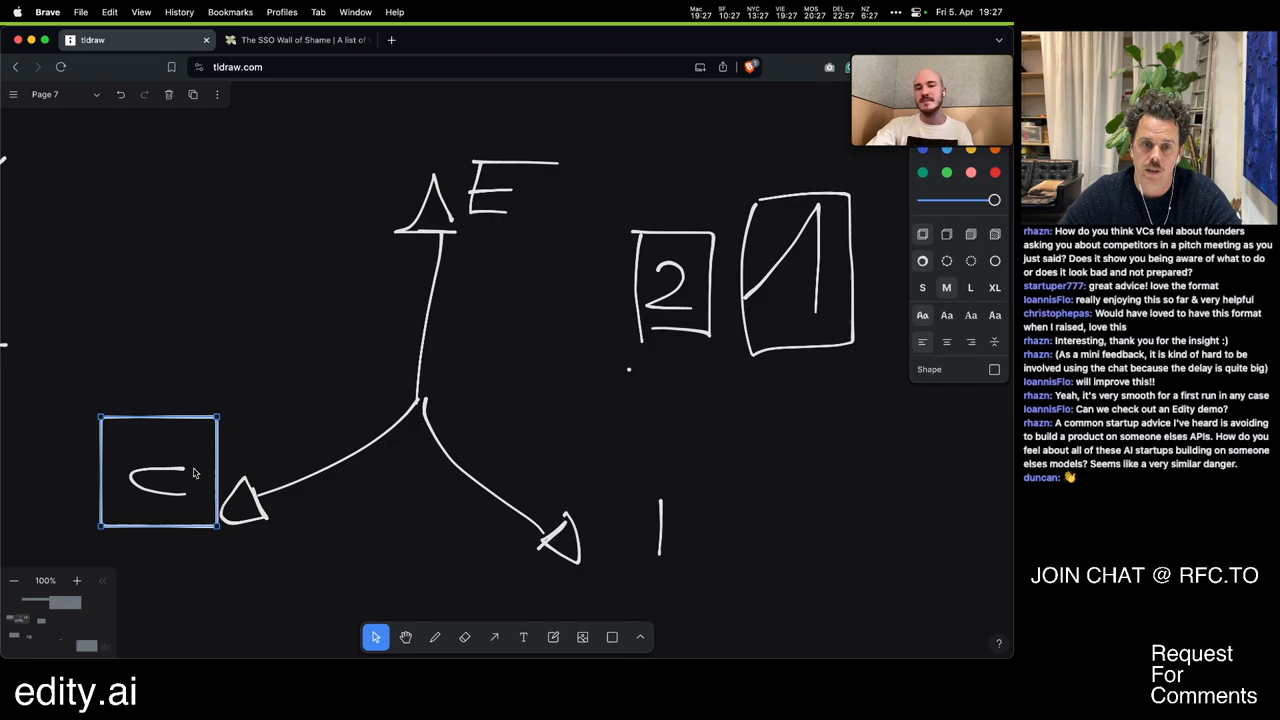 Brave File Edit View History Bookmarks Profiles Tab Window Help
Mac SF NYC VIE MOS DEL NZ
19:27 10:27 13:27 19:27 20:27 22:57 6:27
Fri 5. Apr 19:27
tldraw
The SSO Wall of Shame | A list of
tldraw.com
Page 7
E
2
1
C
I
S M L XL
Aa Aa Aa Aa
Shape
100%
T
?
rhazn: How do you think VCs feel about founders
asking you about competitors in a pitch meeting as you
just said? Does it show you being aware of what to do
or does it look bad and not prepared?
startuper777: great advice! love the format
IoannisFlo: really enjoying this so far & very helpful
christophepas: Would have loved to have this format
when I raised, love this
rhazn: Interesting, thank you for the insight :)
rhazn: (As a mini feedback, it is kind of hard to be
involved using the chat because the delay is quite big)
IoannisFlo: will improve this!!
rhazn: Yeah, it's very smooth for a first run in any case
IoannisFlo: Can we check out an Edity demo?
rhazn: A common startup advice I've heard is avoiding
to build a product on someone elses APIs. How do you
feel about all of these AI startups building on someone
elses models? Seems like a very similar danger.
duncan: 👋
JOIN CHAT @ RFC.TO
Request
For
Comments
edity.ai